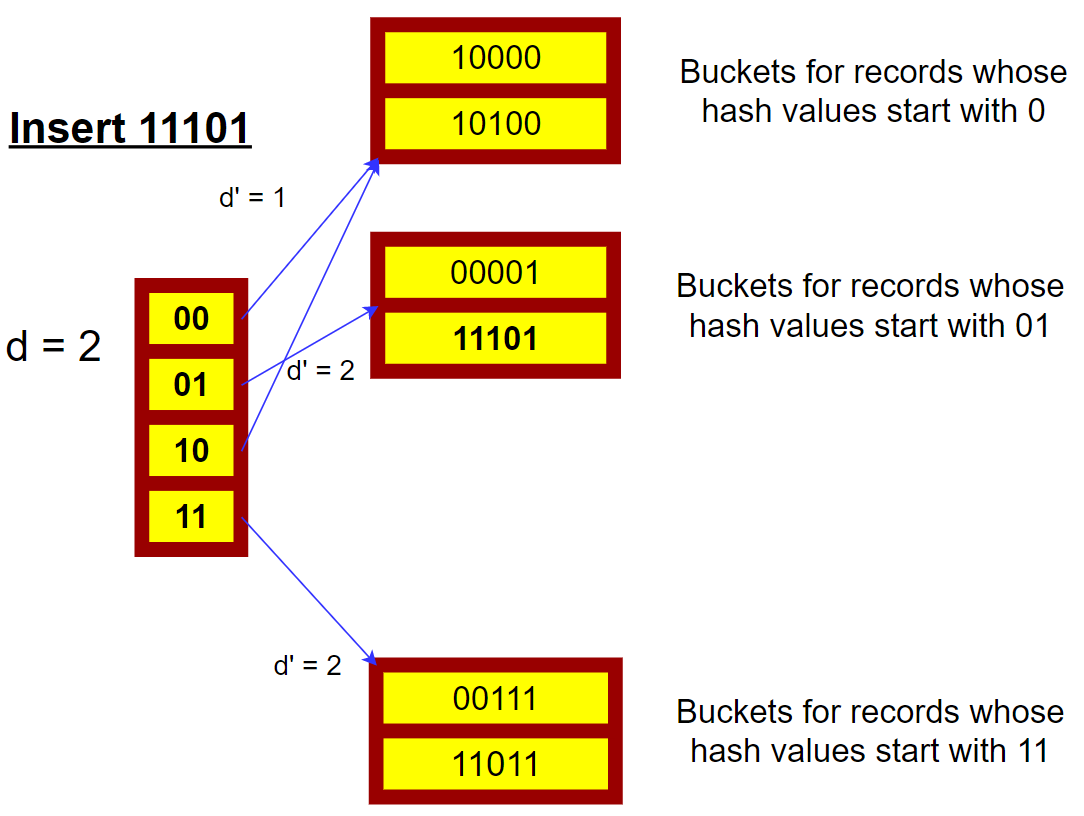 Insert 11101
10000
10100
Buckets for records whose
hash values start with 0
d' = 1
00001
11101
Buckets for records whose
hash values start with 01
d = 2
00
01
10
11
d' = 2
d' = 2
00111
11011
Buckets for records whose
hash values start with 11